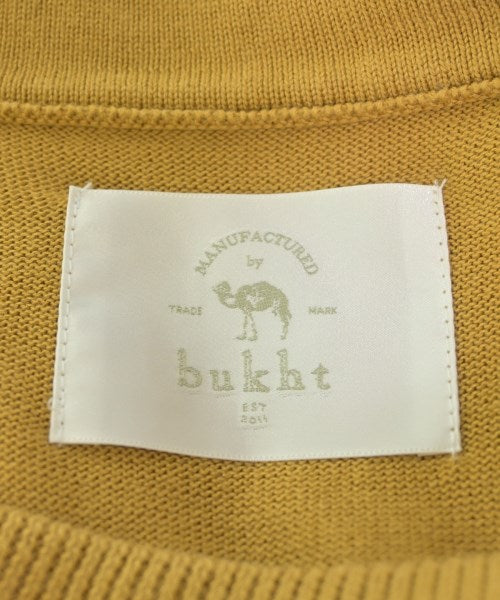 MANUFACTURED
by
TRADE MARK
bukht
EST
2011